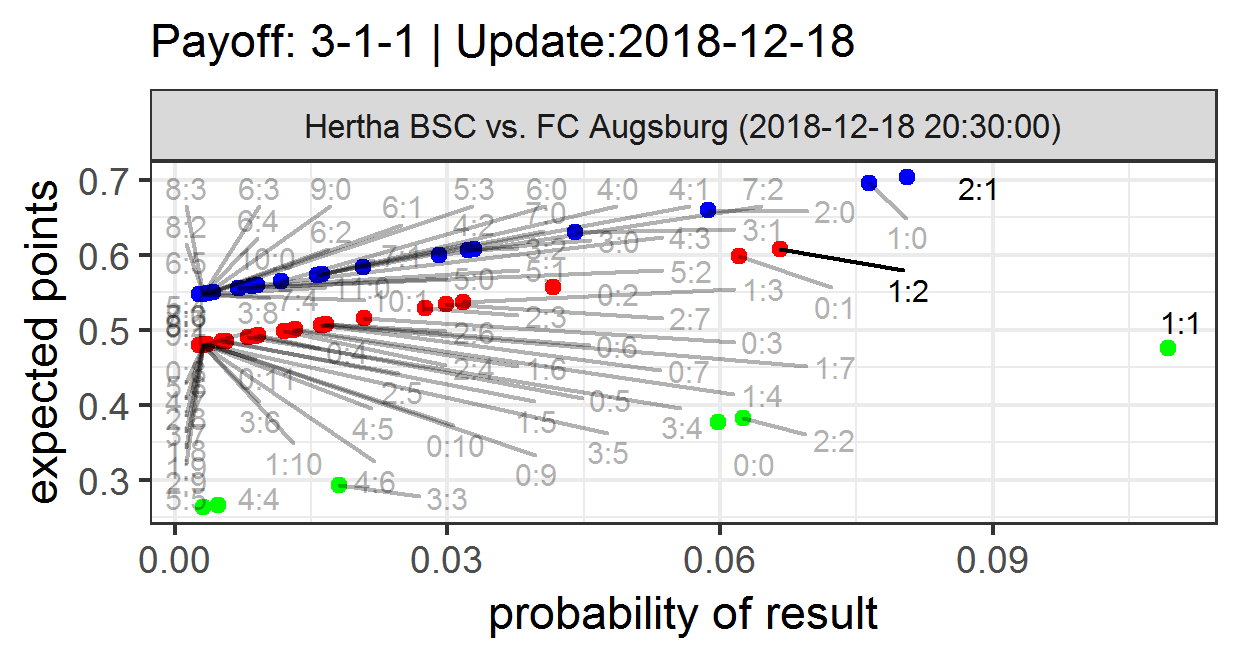 Payoff: 3-1-1 | Update:2018-12-18
Hertha BSC vs. FC Augsburg (2018-12-18 20:30:00)
expected points
0.7
0.6
0.5
0.4
0.3
8:3 6:3 9:0 5:3 6:0 4:0 4:1 7:2
6:1 7:0 2:0 2:1
8:2 6:4 6:2 4:2 3:1 1:0
3:2 3:0 4:3
6:5 10:0 7:1 5:1 5:2
5:0 1:2
7:4 11:0 10:1 0:2 1:3 0:1
3:8 2:3 2:7 1:1
2:6 0:6 0:3
0:4
2:4 1:6 0:7 1:7
0:11
2:5 0:5 1:4
3:6 4:5 1:5 3:4
0:10 3:5 2:2
1:10 0:9 0:0
4:6
2:9
5:5 4:4 3:3
0.00 0.03 0.06 0.09
probability of result